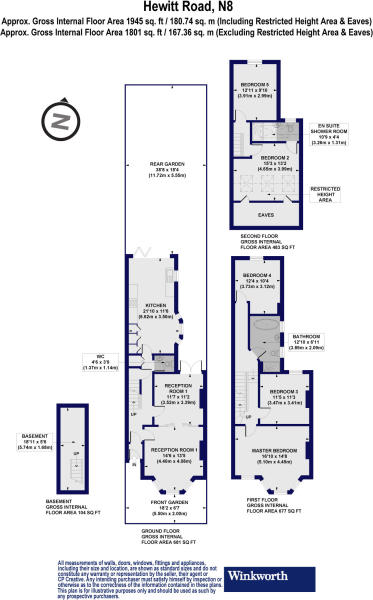 Hewitt Road, N8
Approx. Gross Internal Floor Area 1945 sq. ft / 180.74 sq. m (Including Restricted Height Area & Eaves)
Approx. Gross Internal Floor Area 1801 sq. ft / 167.36 sq. m (Excluding Restricted Height Area & Eaves)
N
BEDROOM 5
12'11 x 9'10
(3.91m x 2.99m)
EN SUITE
SHOWER ROOM
10'9 x 4'4
(3.26m x 1.31m)
BEDROOM 2
15'3 x 13'2
(4.65m x 3.99m)
RESTRICTED
HEIGHT
AREA
EAVES
SECOND FLOOR
GROSS INTERNAL
FLOOR AREA 483 SQ FT
REAR GARDEN
38'6 x 18'4
(11.72m x 5.55m)
KITCHEN
21'10 x 11'6
(6.62m x 3.50m)
WC
4'6 x 3'9
(1.37m x 1.14m)
RECEPTION
ROOM 1
11'7 x 11'2
(3.52m x 3.39m)
UP
RECEPTION ROOM 1
14'6 x 13'5
(4.40m x 4.08m)
IN
FRONT GARDEN
18'2 x 6'7
(5.50m x 2.00m)
GROUND FLOOR
GROSS INTERNAL
FLOOR AREA 681 SQ FT
BASEMENT
18'11 x 5'6
(5.74m x 1.68m)
UP
BASEMENT
GROSS INTERNAL
FLOOR AREA 104 SQ FT
BEDROOM 4
12'4 x 10'4
(3.73m x 3.12m)
BATHROOM
12'10 x 6'11
(3.89m x 2.09m)
BEDROOM 3
11'5 x 11'3
(3.47m x 3.41m)
UP
MASTER BEDROOM
16'10 x 14'8
(5.10m x 4.45m)
FIRST FLOOR
GROSS INTERNAL
FLOOR AREA 677 SQ FT
All measurements of walls, doors, windows, fittings and appliances,
including their size and location, are shown as standard sizes and do not
constitute any warranty or representation by the seller, their agent or
CP Creative. Any intending purchaser must satisfy himself by inspection or
otherwise as to the correctness of the information contained in these plans.
This plan is for illustrative purposes only and should be used as such by
any prospective purchasers.
Winkworth